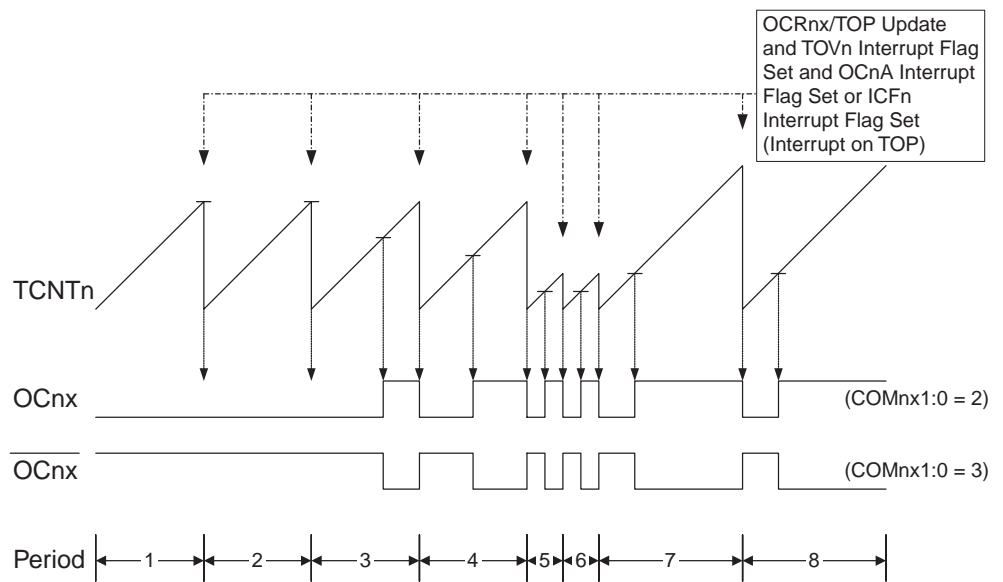 OCRnx/TOP Update
and TOVn Interrupt Flag
Set and OCnA Interrupt
Flag Set or ICFn
Interrupt Flag Set
(Interrupt on TOP)
TCNTn
OCnx
(COMnx1:0 = 2)
OCnx
(COMnx1:0 = 3)
Period 1 2 3 4 5 6 7 8